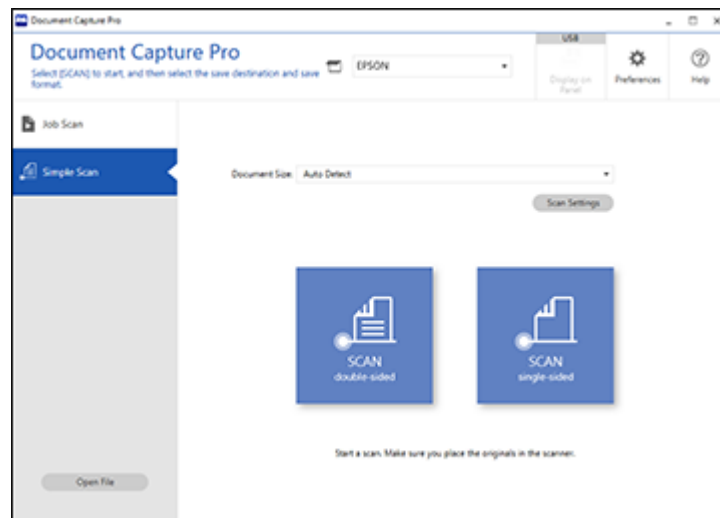 Document Capture Pro
Document Capture Pro
Select [SCAN] to start, and then select the save destination and save
format.
EPSON
USB
Display on
Panel
Preferences
Help
Job Scan
Simple Scan
Document Size:
Auto Detect
Scan Settings
SCAN
double-sided
SCAN
single-sided
Start a scan. Make sure you place the originals in the scanner.
Open File